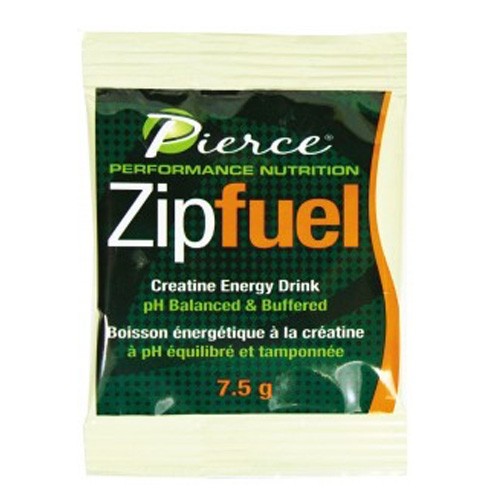 Pierce®
PERFORMANCE NUTRITION
Zipfuel
Creatine Energy Drink
pH Balanced & Buffered
Boisson énergétique à la créatine
à pH équilibré et tamponnée
7.5 g